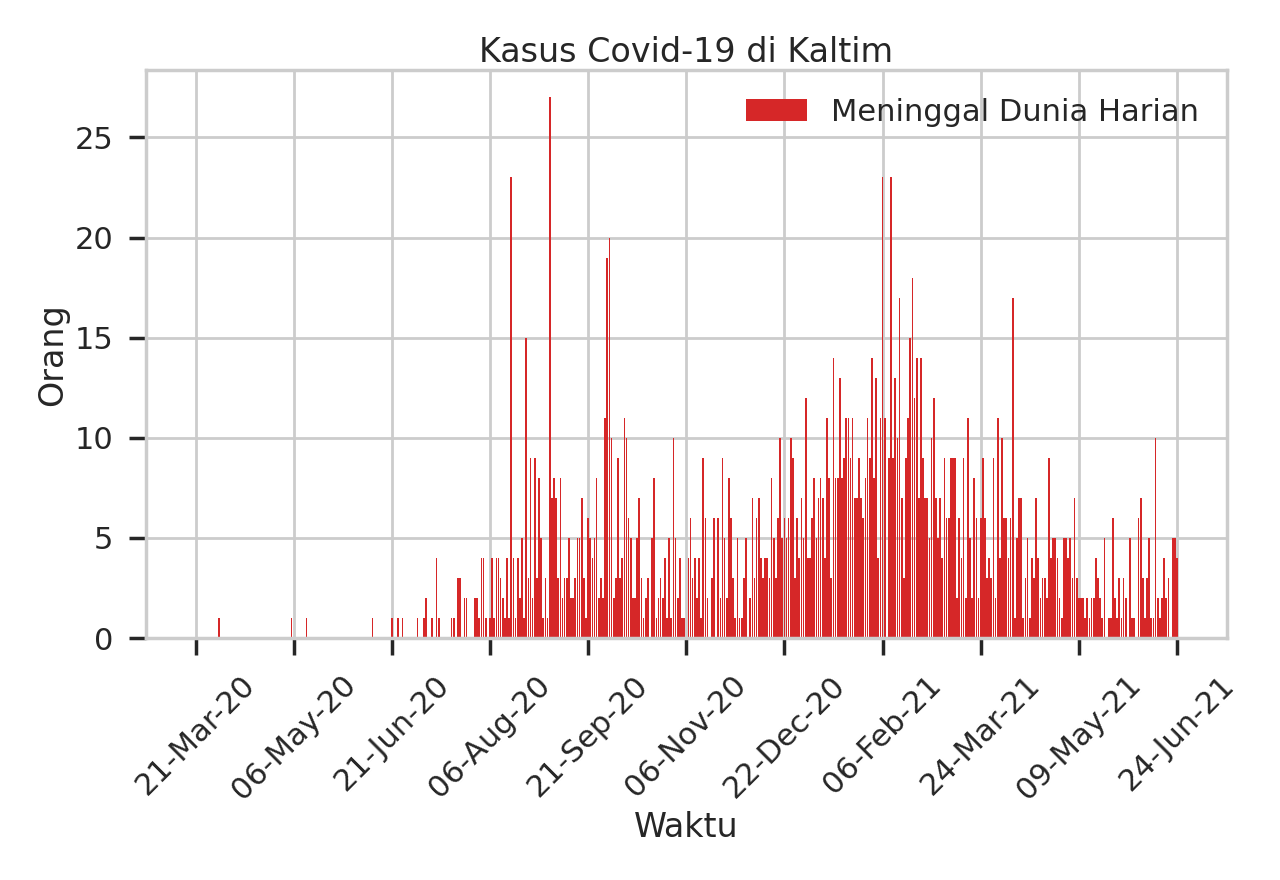 Kasus Covid-19 di Kaltim
Meninggal Dunia Harian
Orang
25
20
15
10
5
0
21-Mar-20
06-May-20
21-Jun-20
06-Aug-20
21-Sep-20
06-Nov-20
22-Dec-20
06-Feb-21
24-Mar-21
09-May-21
24-Jun-21
Waktu